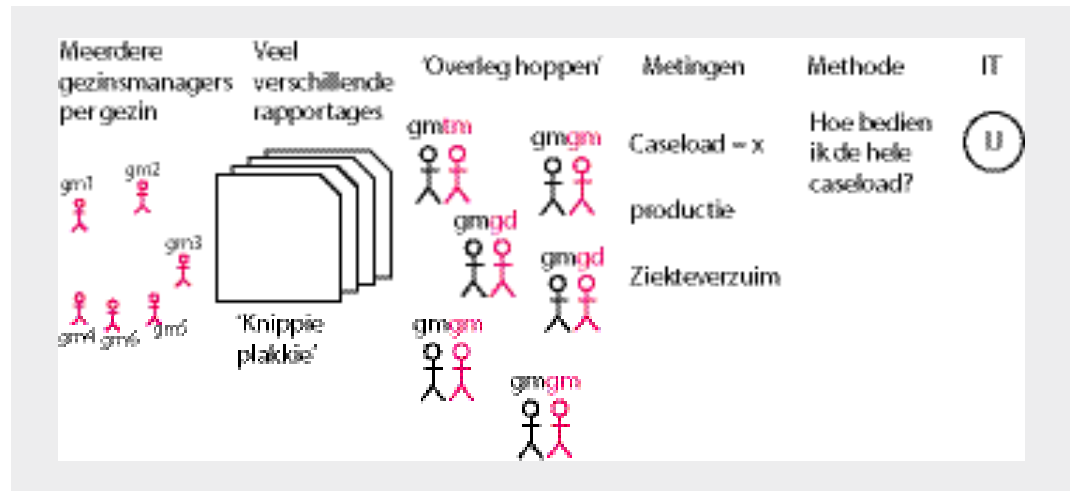 Meerdere
gezinsmanagers
per gezin
gm1
gm2
gm3
gm4
gm6
gm5
Veel
verschillende
rapportages
'Knippie
plakkie'
'Overleg hoppen'
gmtm
gmgm
gmgd
gmgd
gmgm
gmgm
Metingen
Caseload = x
productie
Ziekteverzuim
Methode
Hoe bedien
ik de hele
caseload?
IT